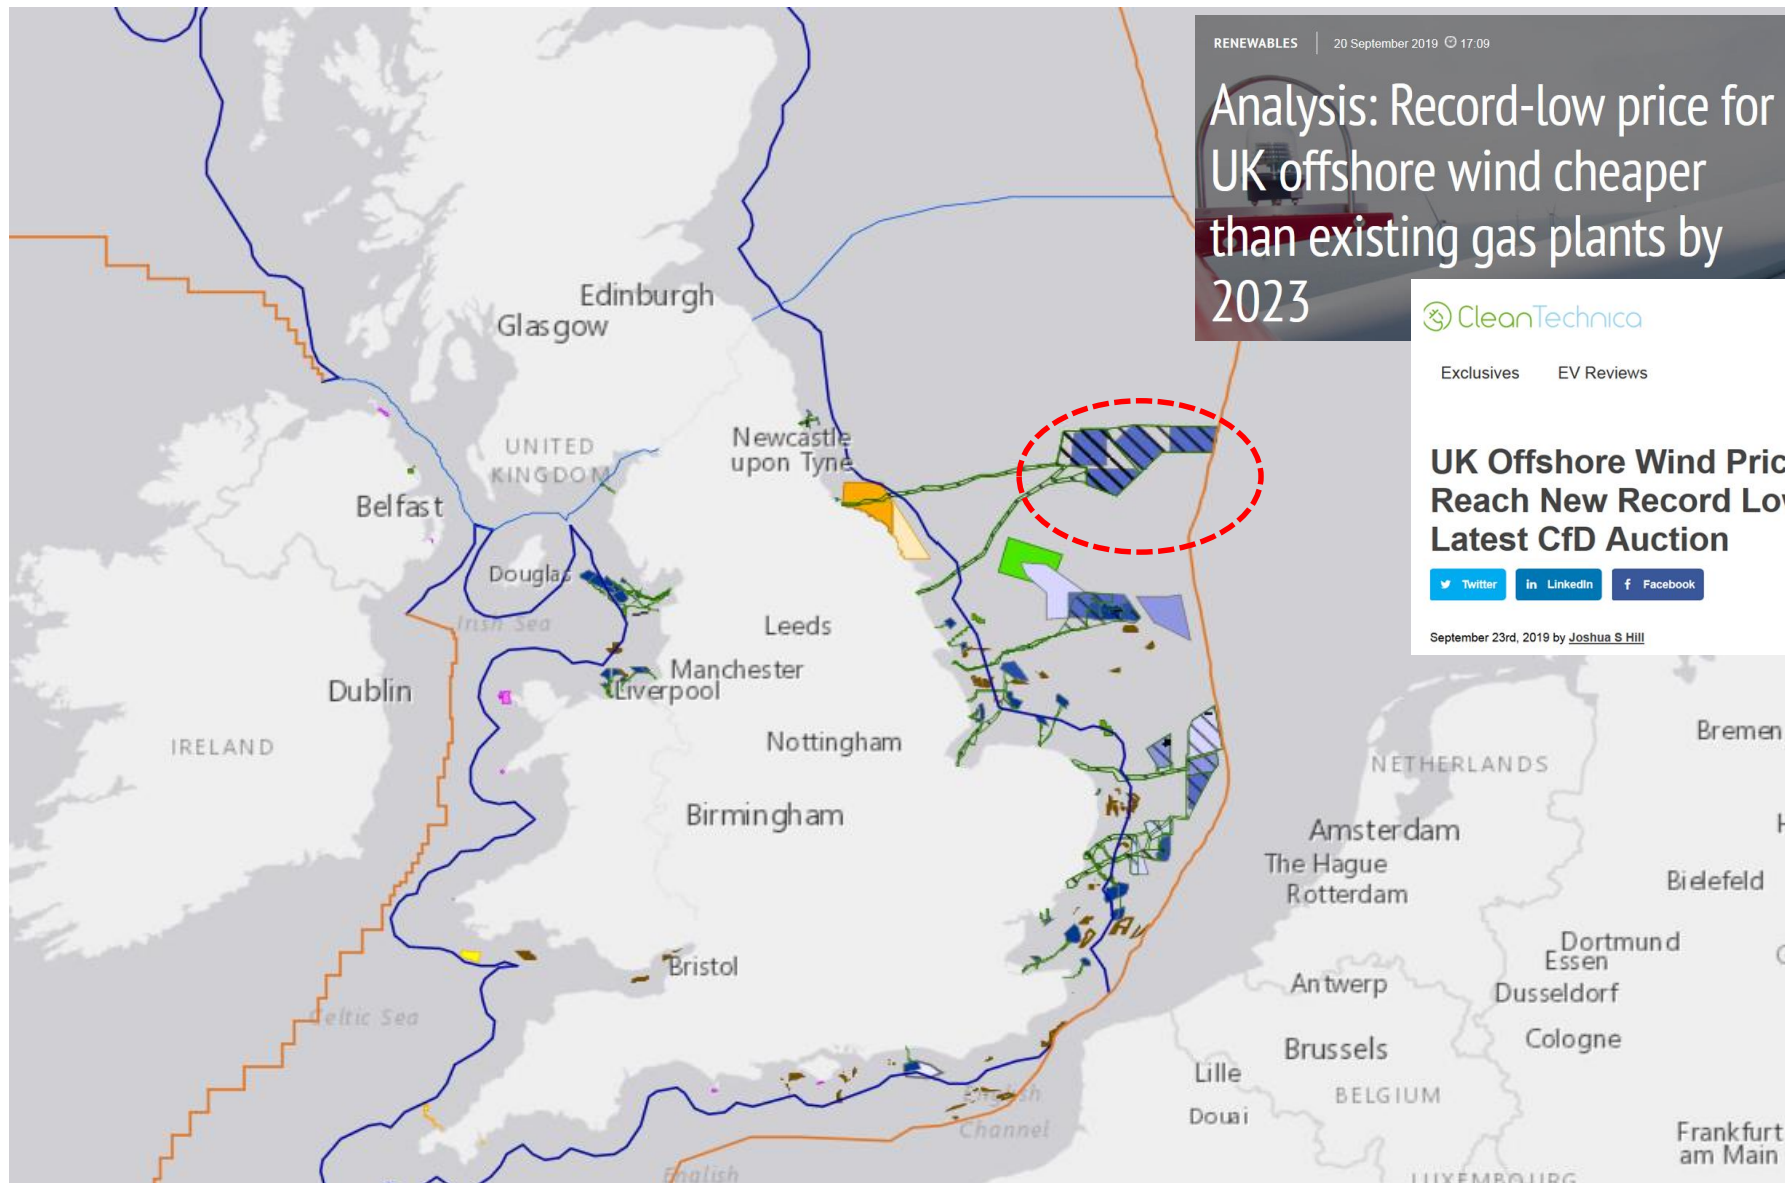 RENEWABLES 20 September 2019 17:09
Analysis: Record-low price for
UK offshore wind cheaper
than existing gas plants by
2023
CleanTechnica
Exclusives EV Reviews
UK Offshore Wind Pric
Reach New Record Lov
Latest CfD Auction
Twitter
LinkedIn
Facebook
September 23rd, 2019 by Joshua S Hill
Edinburgh
Glasgow
Newcastle
upon Tyne
UNITED
KINGDOM
Belfast
Douglas
Irish Sea
Leeds
Manchester
Liverpool
Dublin
IRELAND
Nottingham
Birmingham
Bristol
Celtic Sea
English
Channel
English
NETHERLANDS
Bremen
Amsterdam
The Hague
Rotterdam
Bielefeld
Dortmund
Essen
Dusseldorf
Antwerp
Cologne
Brussels
Lille
BELGIUM
Douai
Frankfurt
am Main
LUXEMBOURG